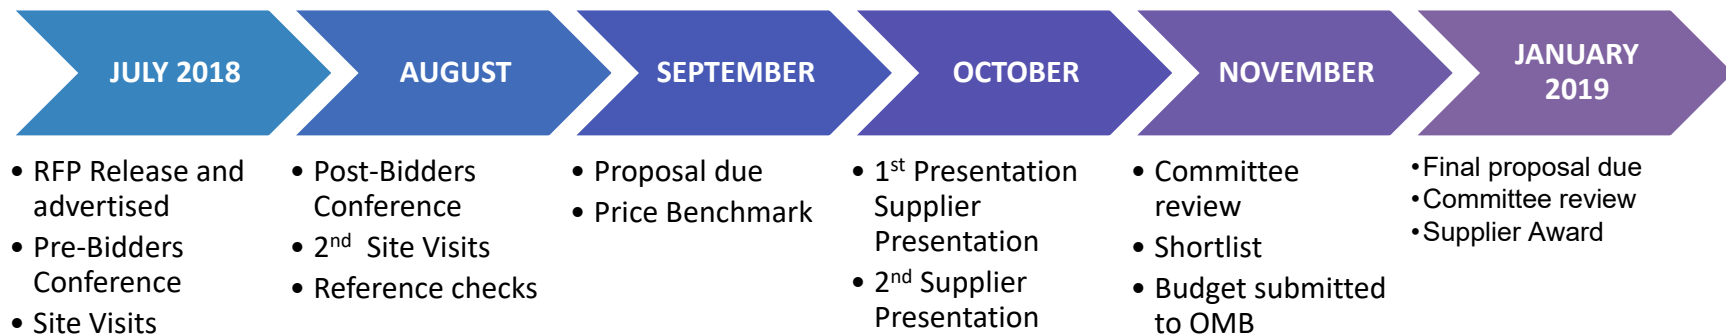 JULY 2018
• RFP Release and
advertised
• Pre-Bidders
Conference
• Site Visits
AUGUST
• Post-Bidders
Conference
• 2nd Site Visits
• Reference checks
SEPTEMBER
• Proposal due
• Price Benchmark
OCTOBER
• 1st Presentation
Supplier
Presentation
• 2nd Supplier
Presentation
NOVEMBER
• Committee
review
• Shortlist
• Budget submitted
to OMB
JANUARY
2019
• Final proposal due
• Committee review
• Supplier Award